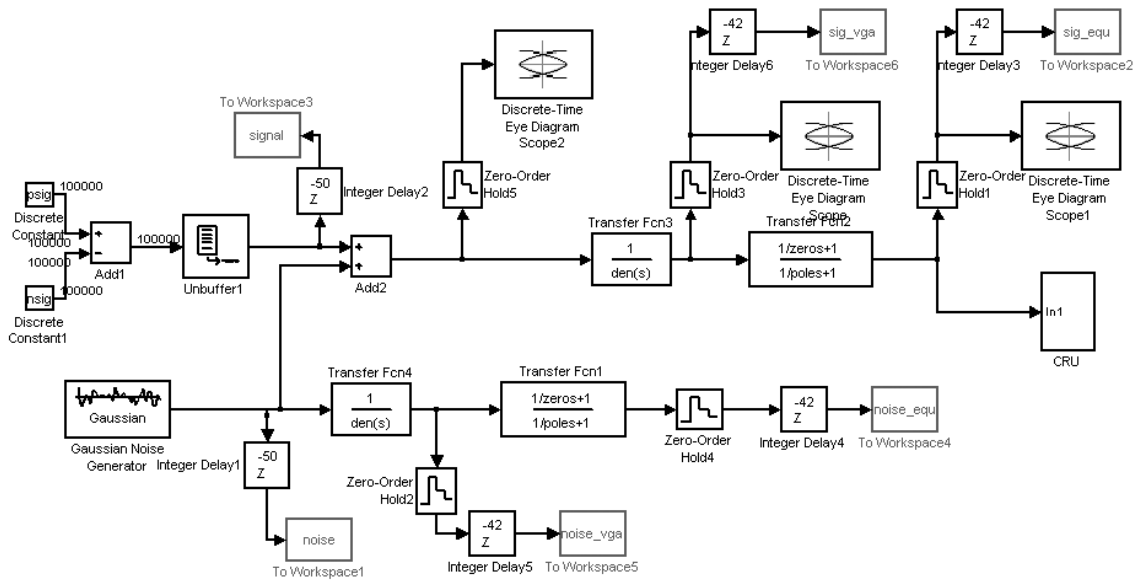 -42
Z
Integer Delay6
sig_vga
To Workspace6
-42
Z
Integer Delay3
sig_equ
To Workspace2
Discrete-Time
Eye Diagram
Scope2
To Workspace3
signal
-50
Z
Integer Delay2
Zero-Order
Hold5
Zero-Order
Hold3
Discrete-Time
Eye Diagram
Scope
Zero-Order
Hold1
Discrete-Time
Eye Diagram
Scope1
psig
100000
Discrete
Constant
100000
100000
nsig
100000
Discrete
Constant1
+
-
Add1
100000
Unbuffer1
+
+
Add2
Transfer Fcn3
1
den(s)
Transfer Fcn2
1/zeros+1
1/poles+1
In1
CRU
Gaussian
Gaussian Noise
Generator
Transfer Fcn4
1
den(s)
Transfer Fcn1
1/zeros+1
1/poles+1
Zero-Order
Hold4
-42
Z
Integer Delay4
noise_equ
To Workspace4
Integer Delay1
-50
Z
noise
To Workspace1
Zero-Order
Hold2
-42
Z
Integer Delay5
noise_vga
To Workspace5